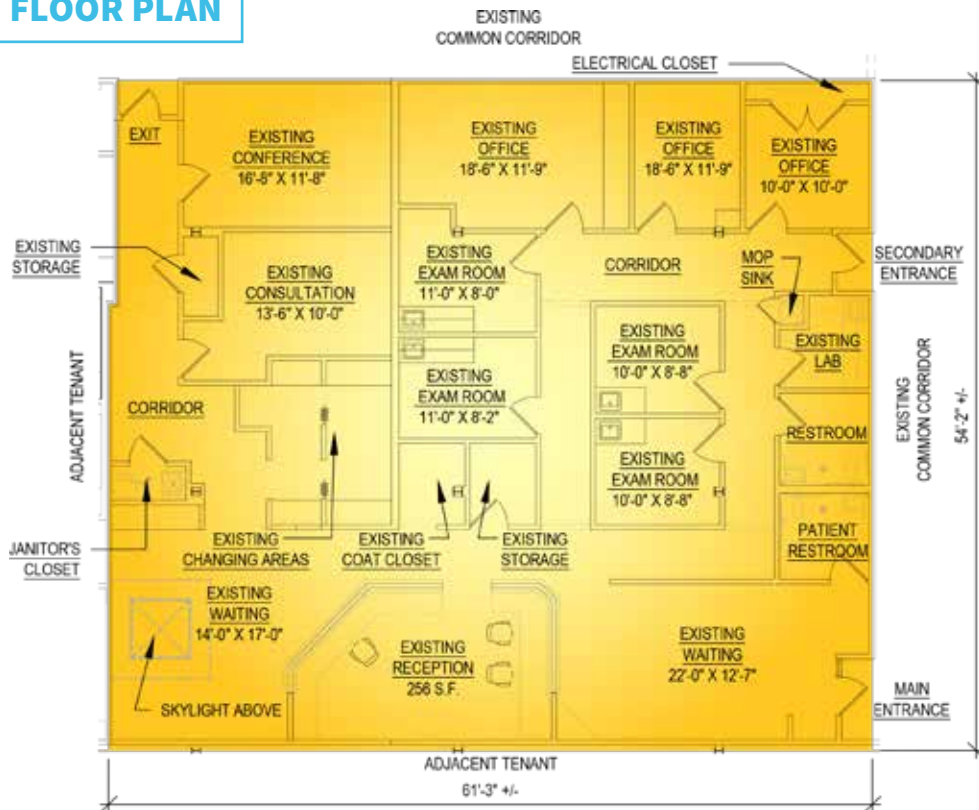 FLOOR PLAN
EXISTING
COMMON CORRIDOR
ELECTRICAL CLOSET
EXIT
EXISTING
CONFERENCE
16'-8" X 11'-8"
EXISTING
OFFICE
18'-6" X 11'-9"
EXISTING
OFFICE
18'-6" X 11'-9"
EXISTING
OFFICE
10'-0" X 10'-0"
EXISTING
STORAGE
EXISTING
CONSULTATION
13'-6" X 10'-0"
EXISTING
EXAM ROOM
11'-0" X 8'-0"
CORRIDOR
MOP
SINK
SECONDARY
ENTRANCE
EXISTING
EXAM ROOM
10'-0" X 8'-8"
EXISTING
LAB
ADJACENT TENANT
CORRIDOR
EXISTING
EXAM ROOM
11'-0" X 8'-2"
RESTROOM
EXISTING
COMMON CORRIDOR
54'-2" +/-
EXISTING
EXAM ROOM
10'-0" X 8'-8"
JANITOR'S
CLOSET
EXISTING
CHANGING AREAS
EXISTING
COAT CLOSET
EXISTING
STORAGE
PATIENT
RESTROOM
EXISTING
WAITING
14'-0" X 17'-0"
EXISTING
RECEPTION
256 S.F.
EXISTING
WAITING
22'-0" X 12'-7"
SKYLIGHT ABOVE
MAIN
ENTRANCE
ADJACENT TENANT
61'-3" +/-